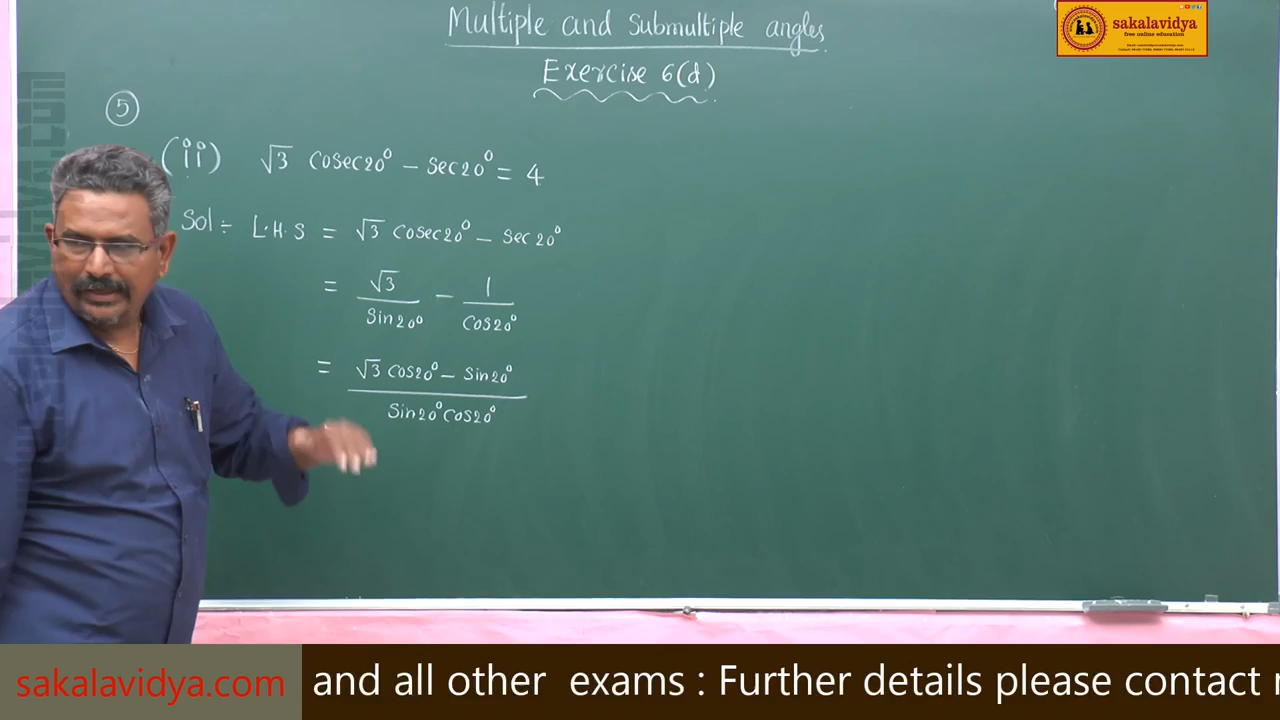 Multiple and Submultiple angles
Exercise 6(d)
sakalavidya
free online education
5
(ii) √3 Cosec20° - Sec20° = 4
Sol÷ L.H.S = √3 Cosec20° - Sec20°
= √3/Sin20° - 1/Cos20°
= √3 Cos20° - Sin20° / Sin20° Cos20°
sakalavidya.com
and all other exams : Further details please contact